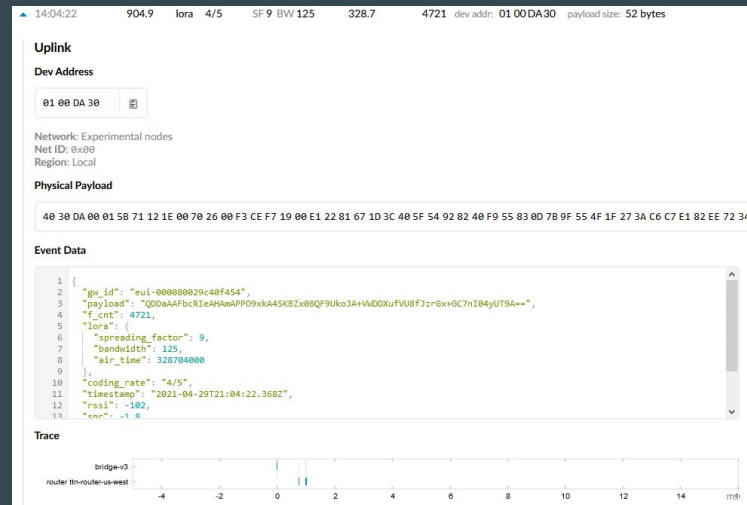 14:04:22 904.9 lora 4/5 SF 9 BW 125 328.7 4721 dev addr: 01 00 DA 30 payload size: 52 bytes
Uplink
Dev Address
01 00 DA 30
Network: Experimental nodes
Net ID: 0x00
Region: Local
Physical Payload
40 30 DA 00 01 5B 71 12 1E 00 70 26 00 F3 CE F7 19 00 E1 22 81 67 1D 3C 40 5F 54 92 82 40 F9 55 83 0D 7B 9F 55 4F 1F 27 3A C6 C7 E1 82 EE 72 34
Event Data
1 {
2 "gw_id": "eui-000080029c40f454",
3 "payload": "QDDaAAFbcRIeAHAmAPPO9xkA4SKBZx08QF9UkoJA+VWDDXufVU8fJzrGx+GC7nI04yUT9A==",
4 "f_cnt": 4721,
5 "lora": {
6 "spreading_factor": 9,
7 "bandwidth": 125,
8 "air_time": 328704000
9 },
10 "coding_rate": "4/5",
11 "timestamp": "2021-04-29T21:04:22.368Z",
12 "rssi": -102,
13 "snr": -1.8
Trace
bridge-v3
router ttn-router-us-west
-4 -2 0 2 4 6 8 10 12 14 ms